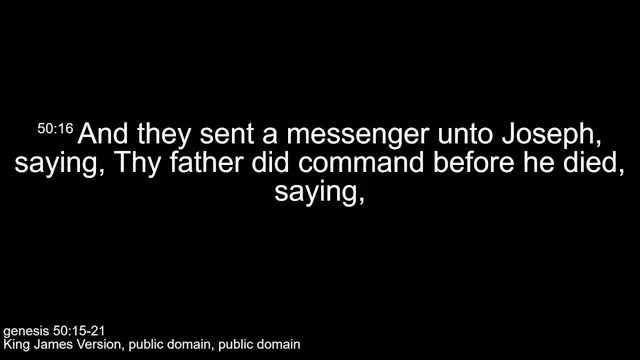 50:16 And they sent a messenger unto Joseph,
saying, Thy father did command before he died,
saying,
genesis 50:15-21
King James Version, public domain, public domain